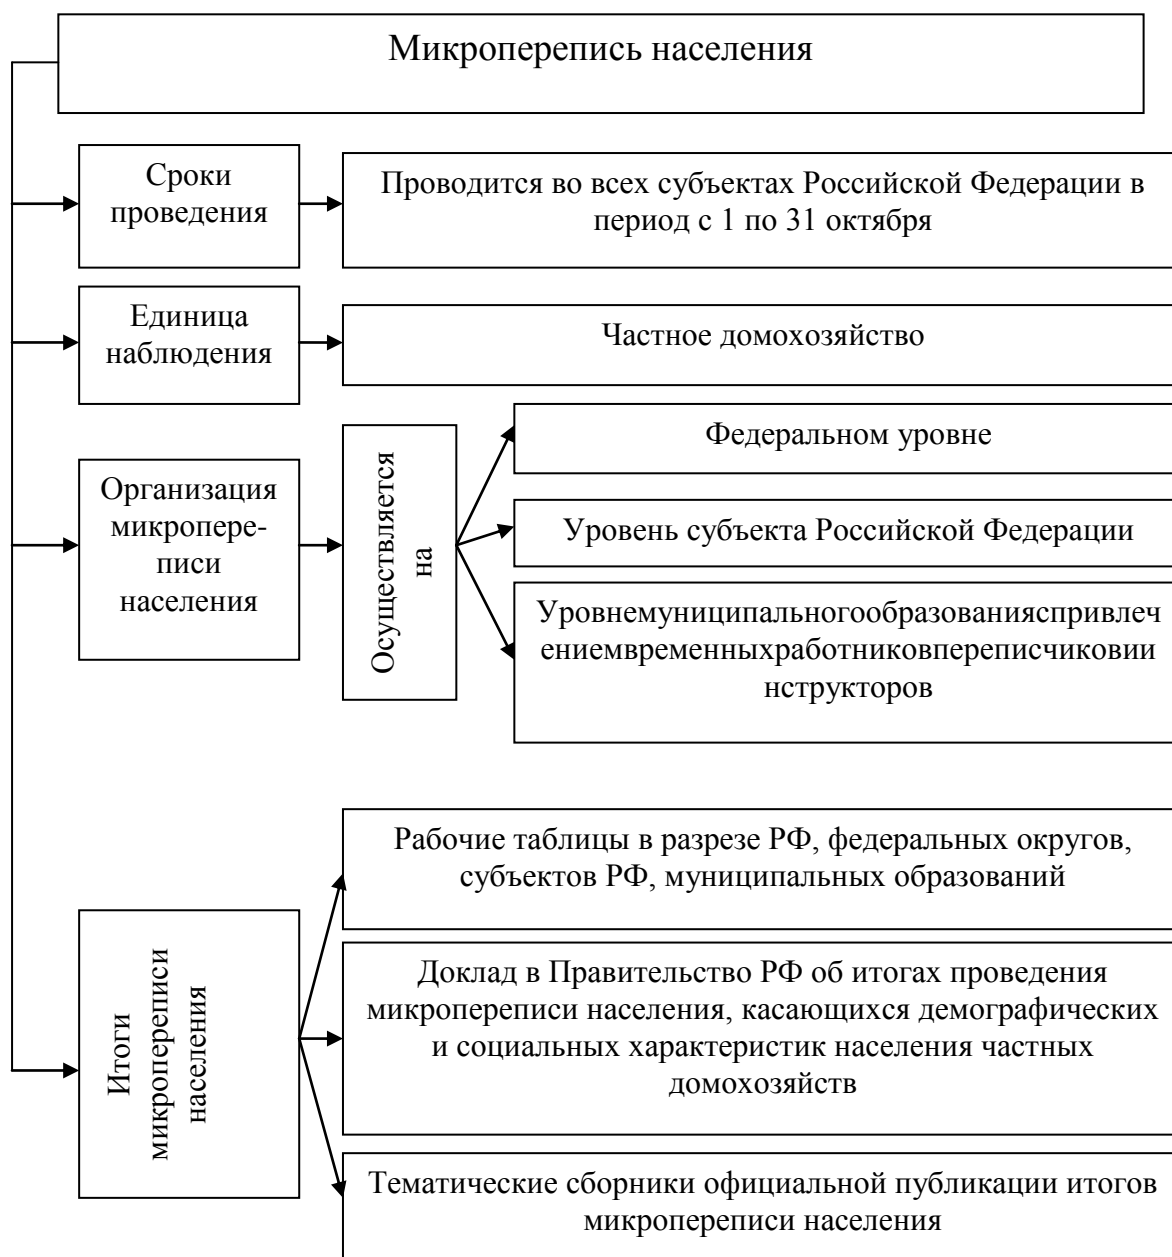 Микроперепись населения
Сроки
проведения
Проводится во всех субъектах Российской Федерации в
период с 1 по 31 октября
Единица
наблюдения
Частное домохозяйство
Организация
микропере-
писи
населения
Осуществляется
на
Федеральном уровне
Уровень субъекта Российской Федерации
Уровнемуниципальногообразованияспривлеч
ениемвременныхработниковпереписчиковии
нструкторов
Итоги
микропереписи
населения
Рабочие таблицы в разрезе РФ, федеральных округов,
субъектов РФ, муниципальных образований
Доклад в Правительство РФ об итогах проведения
микропереписи населения, касающихся демографических
и социальных характеристик населения частных
домохозяйств
Тематические сборники официальной публикации итогов
микропереписи населения